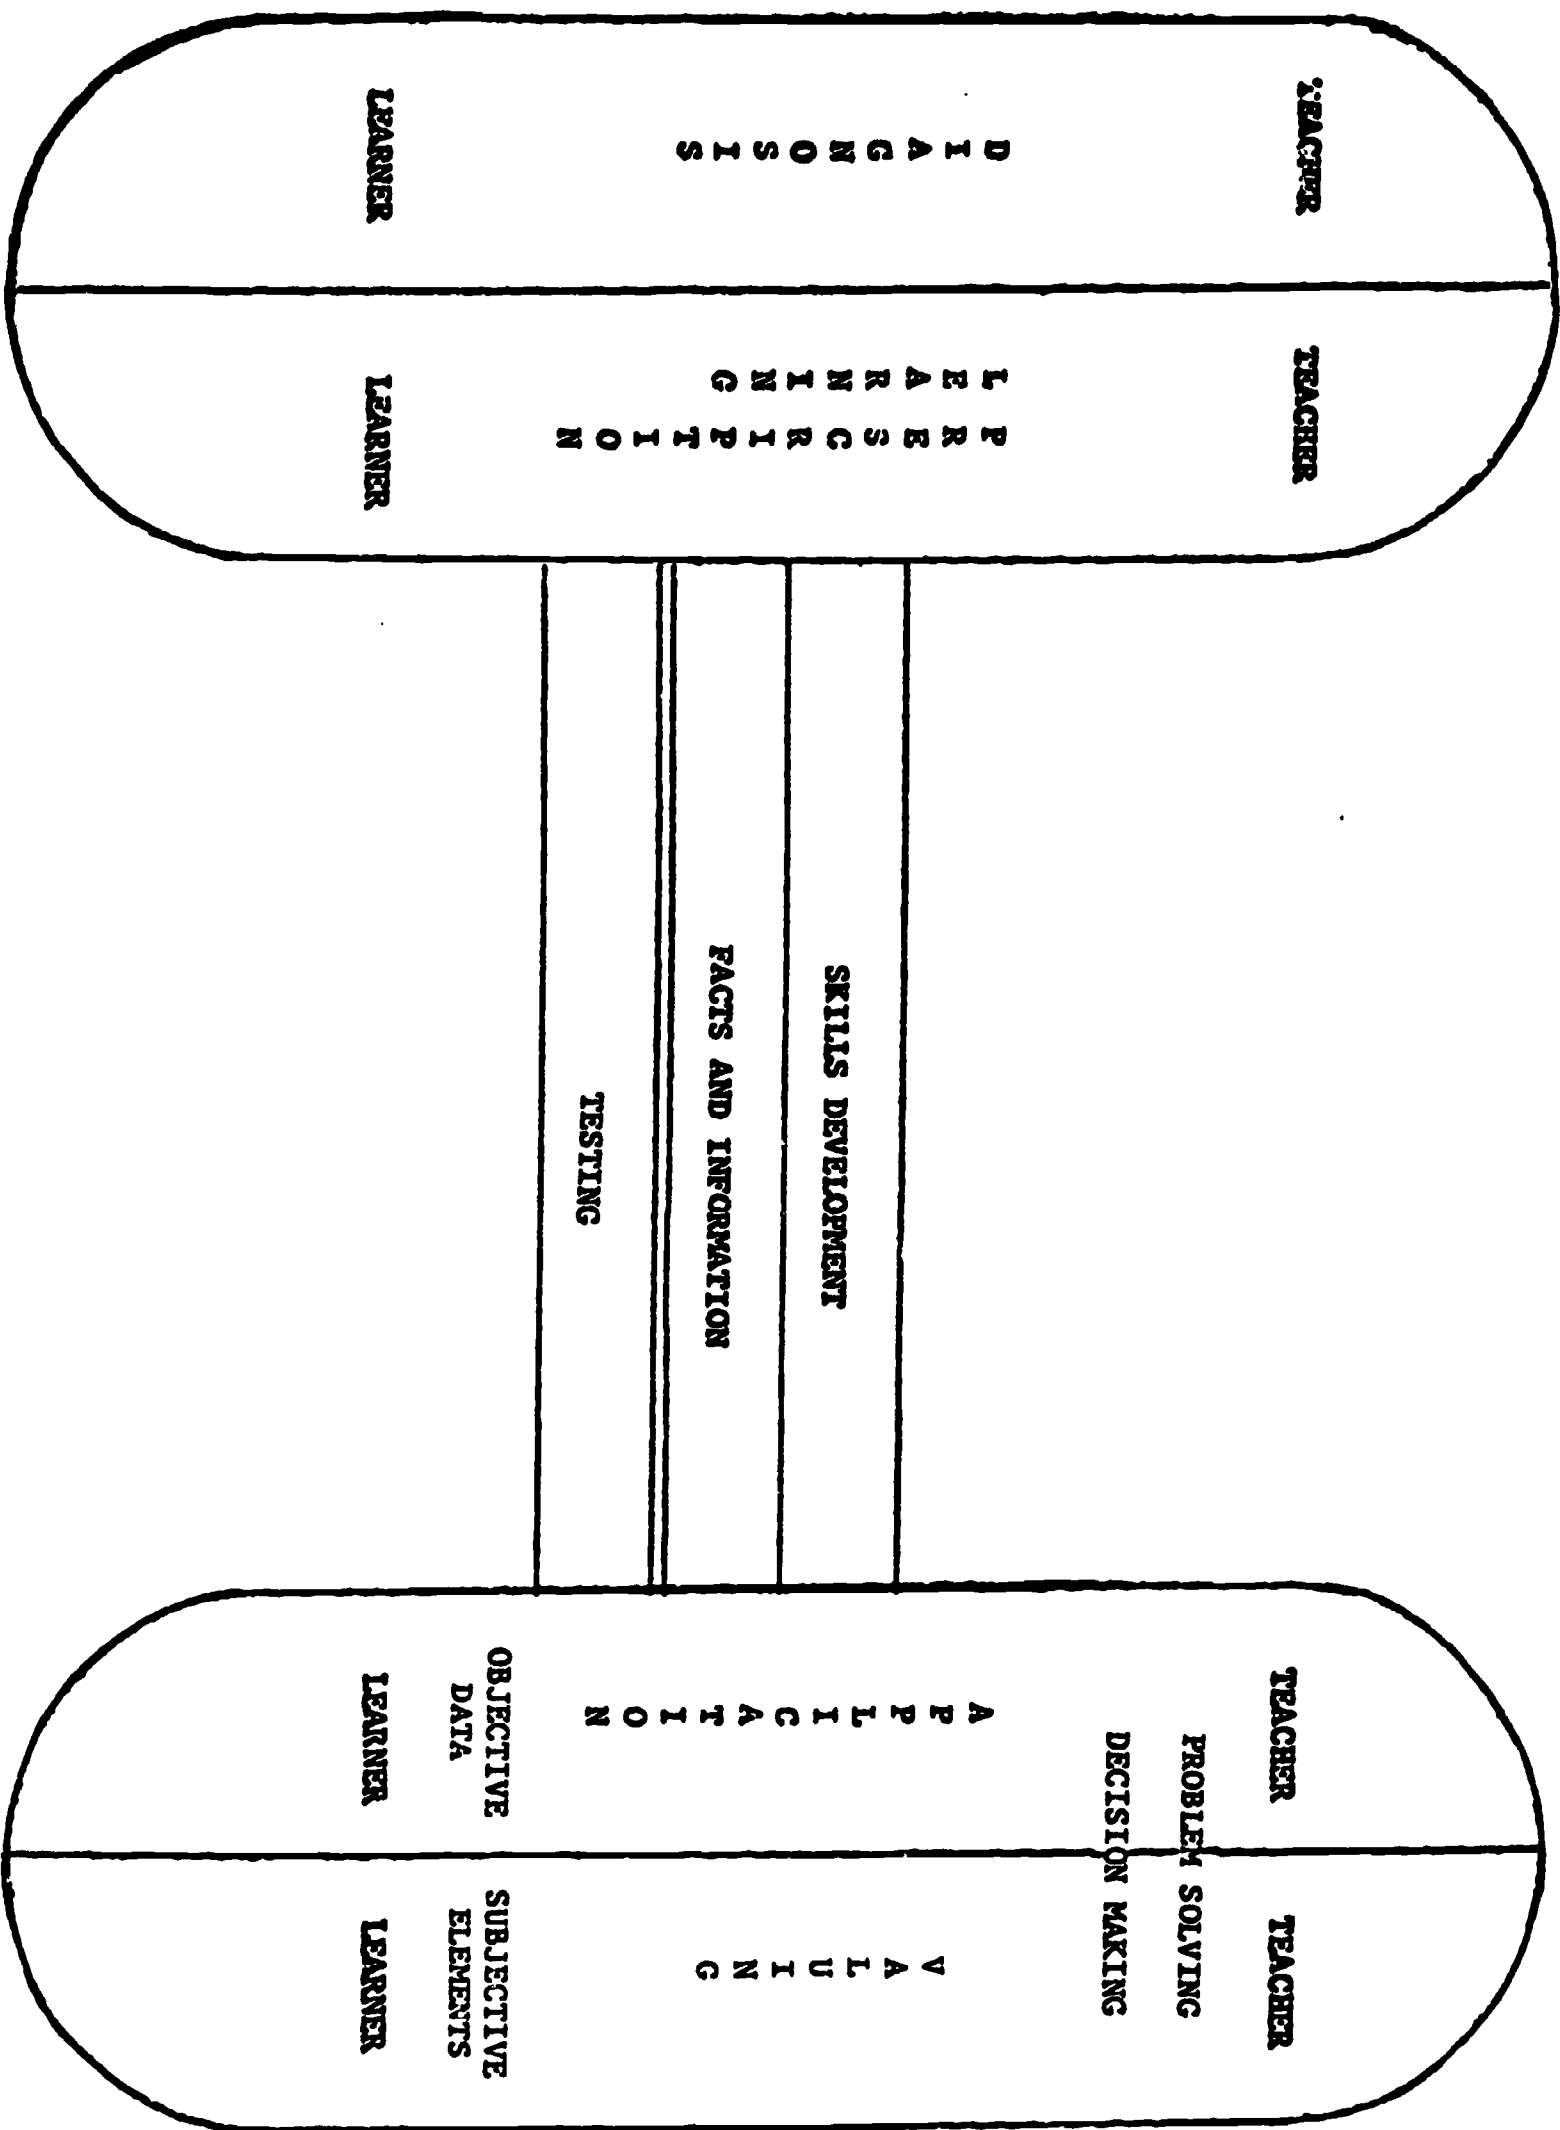 TEACHER
DIAGNOSIS
LEARNER
TEACHER
LEARNING
PRESCRIPTION
LEARNER
SKILLS DEVELOPMENT
FACTS AND INFORMATION
TESTING
TEACHER
TEACHER
PROBLEM SOLVING
DECISION MAKING
APPLICATION
VALUING
OBJECTIVE
DATA
SUBJECTIVE
ELEMENTS
LEARNER
LEARNER